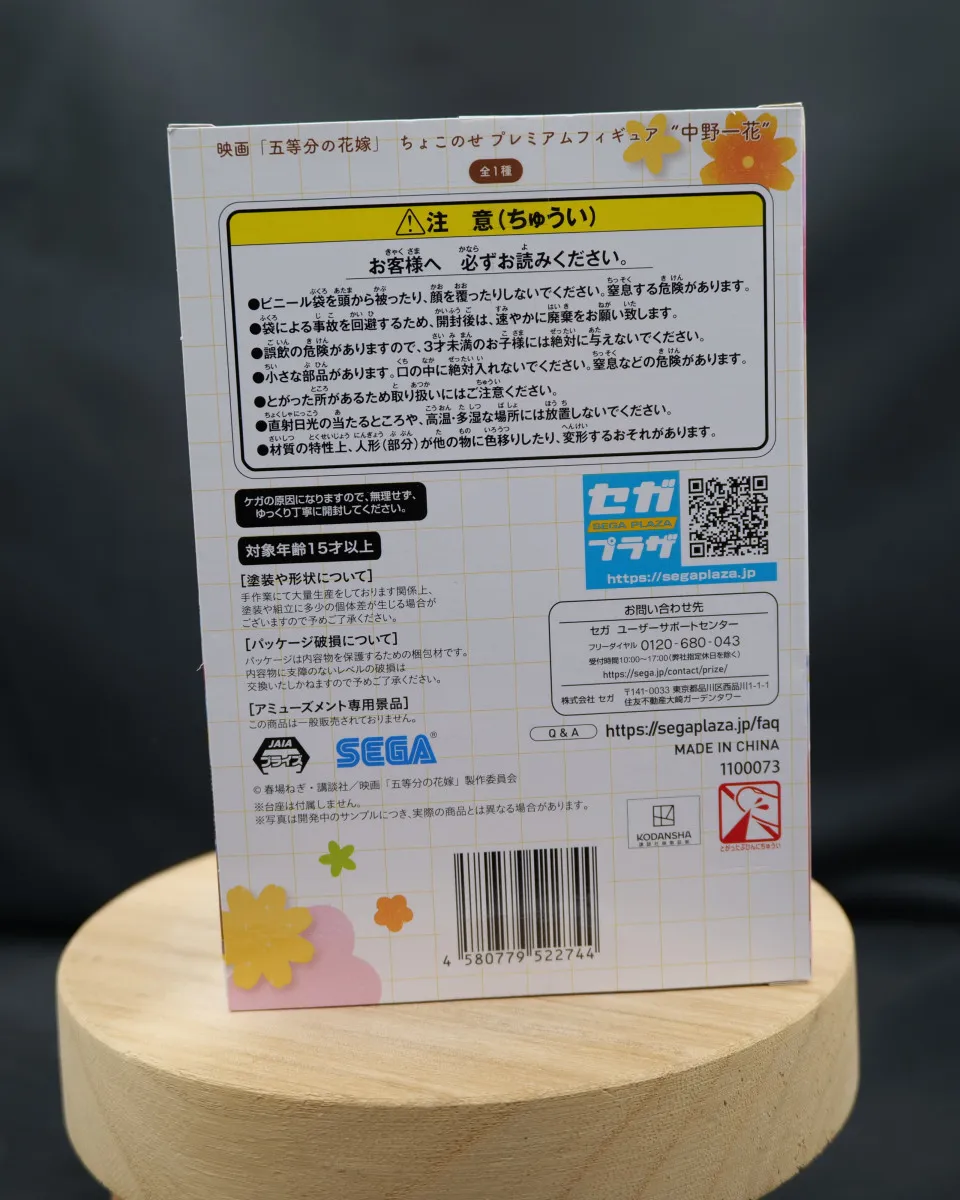 映画「五等分の花嫁」 ちょこのせ プレミアムフィギュア “中野一花”
全1種
注 意(ちゅうい)
お客様へ 必ずお読みください。
●ビニール袋を頭から被ったり、顔を覆ったりしないでください。窒息する危険があります。
●袋による事故を回避するため、開封後は、速やかに廃棄をお願い致します。
●誤飲の危険がありますので、3才未満のお子様には絶対に与えないでください。
●小さな部品があります。口の中に絶対入れないでください。窒息などの危険があります。
●とがった所があるため取り扱いにはご注意ください。
●直射日光の当たるところや、高温・多湿な場所には放置しないでください。
●材質の特性上、人形(部分)が他の物に色移りしたり、変形するおそれがあります。
ケガの原因になりますので、無理せず、
ゆっくり丁寧に開封してください。
対象年齢15才以上
[塗装や形状について]
手作業にて大量生産をしております関係上、
塗装や組立に多少の個体差が生じる場合が
ございますので予めご了承ください。
[パッケージ破損について]
パッケージは内容物を保護するための梱包材です。
内容物に支障のないレベルの破損は
交換いたしかねますので予めご了承ください。
[アミューズメント専用景品]
この商品は一般販売されておりません。
JAIA
プライズ
SEGA®
© 春場ねぎ・講談社/映画「五等分の花嫁」製作委員会
※台座は付属しません。
※写真は開発中のサンプルにつき、実際の商品とは異なる場合があります。
セガ
SEGA PLAZA
プラザ
https://segaplaza.jp
お問い合わせ先
セガ ユーザーサポートセンター
フリーダイヤル 0120-680-043
受付時間10:00〜17:00(弊社指定休日を除く)
https://sega.jp/contact/prize/
株式会社 セガ 〒141-0033 東京都品川区西品川1-1-1
住友不動産大崎ガーデンタワー
Q & A https://segaplaza.jp/faq
MADE IN CHINA
1100073
KODANSHA
とがったぶひんにちゅうい
4 580779 522744